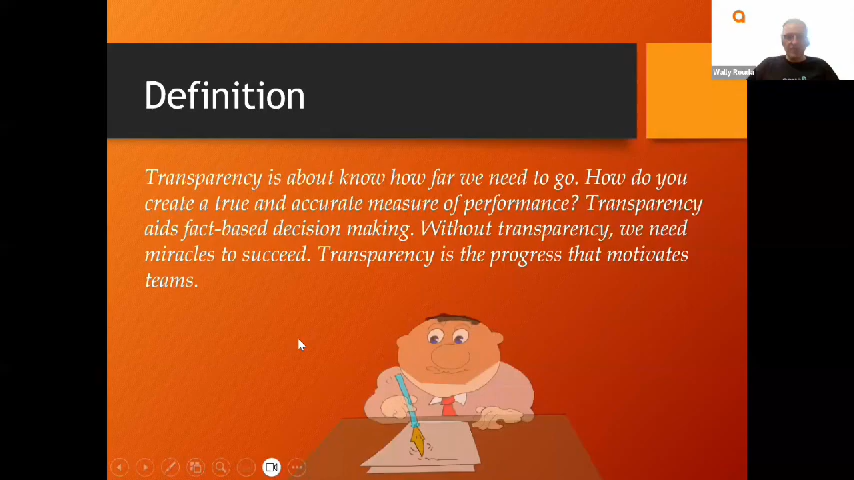 Definition
Transparency is about know how far we need to go. How do you
create a true and accurate measure of performance? Transparency
aids fact-based decision making. Without transparency, we need
miracles to succeed. Transparency is the progress that motivates
teams.
Wally